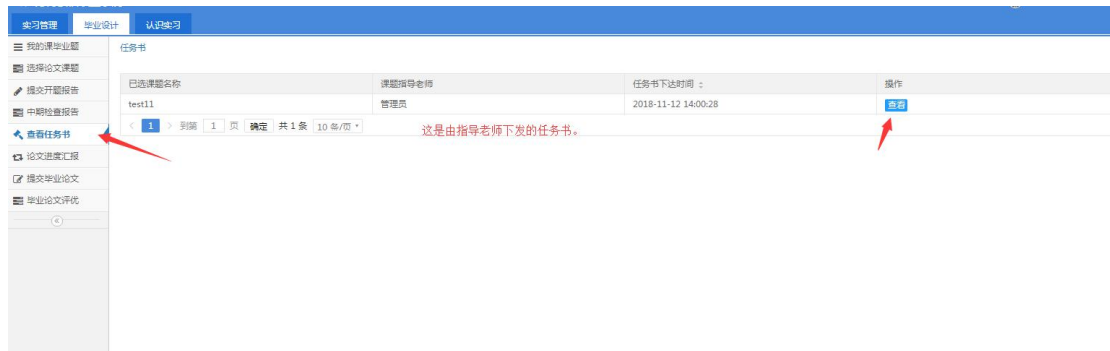 实习管理 毕业设计 认识实习
我的课毕业题
任务书
选择论文课题
已选课题名称 课题指导老师 任务书下达时间 操作
提交开题报告
test11 管理员 2018-11-12 14:00:28 查看
中期检查报告
< 1 > 到第 1 页 确定 共 1 条 10 条/页
这是由指导老师下发的任务书。
查看任务书
论文进度汇报
提交毕业论文
毕业论文评优